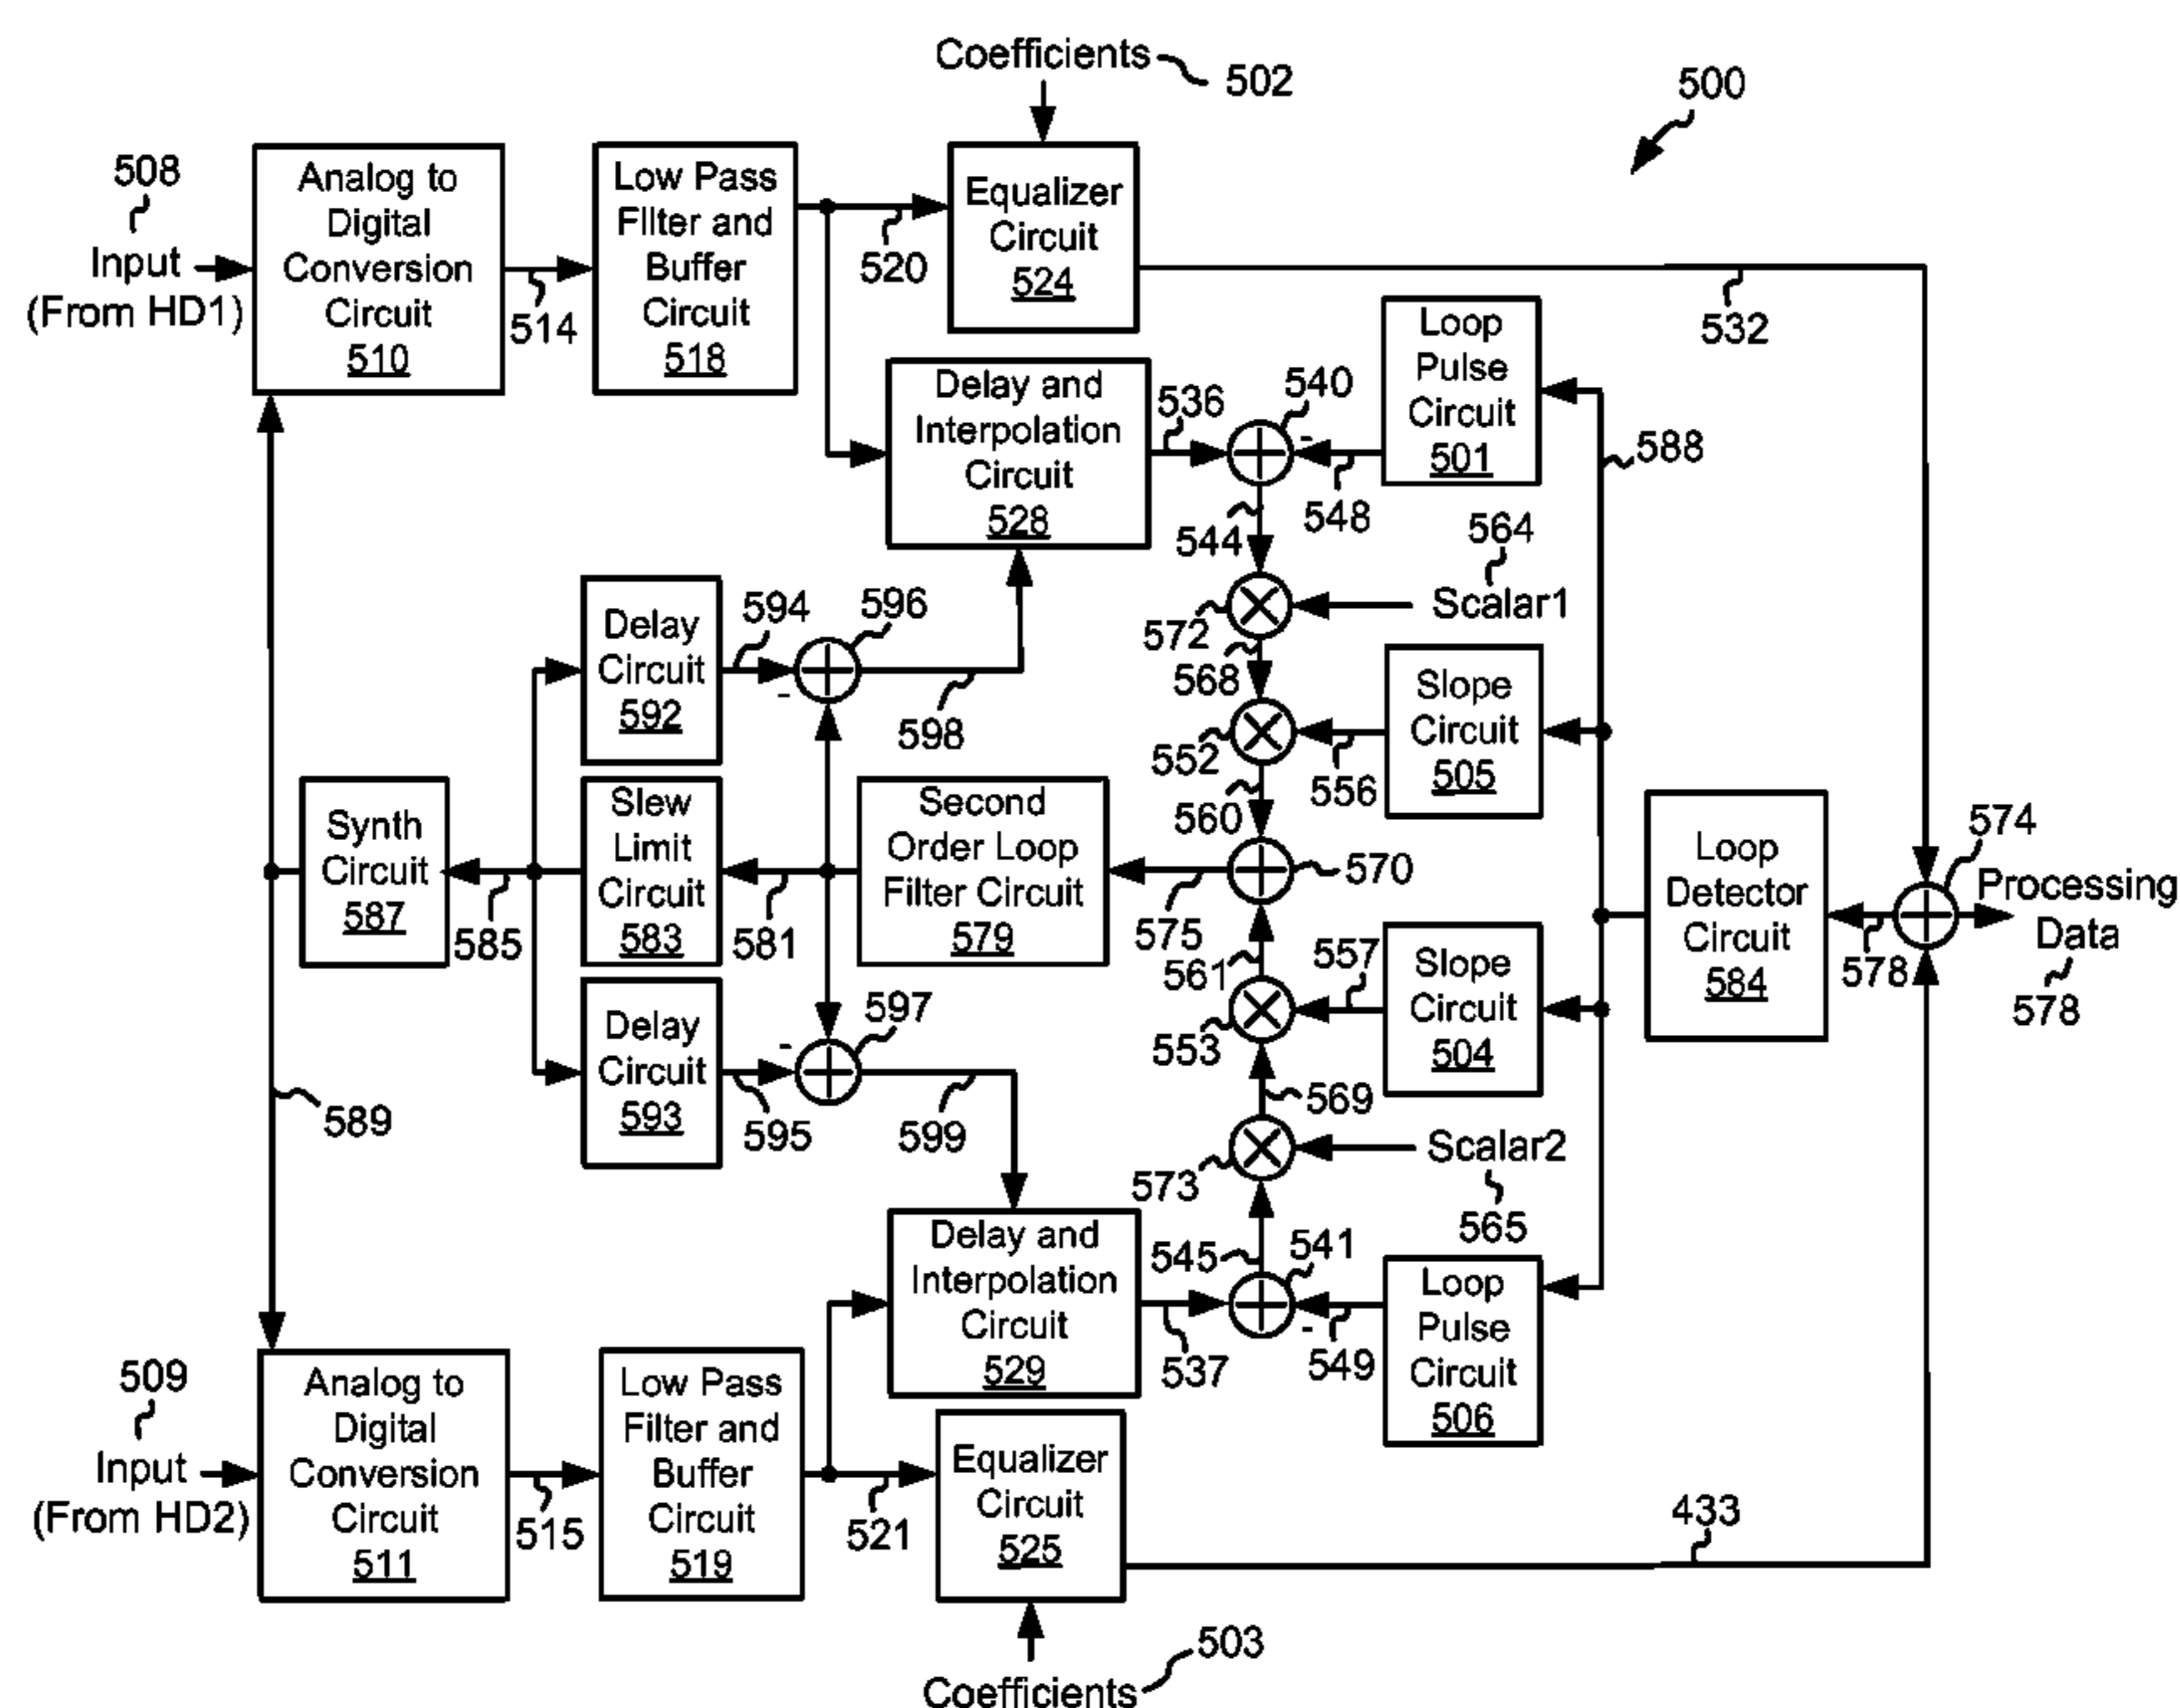 Coefficients
502
500
508
Input
(From HD1)
Analog to
Digital
Conversion
Circuit
510
514
Low Pass
Filter and
Buffer
Circuit
518
520
Equalizer
Circuit
524
532
Delay and
Interpolation
Circuit
528
536
540
548
-
Loop
Pulse
Circuit
501
588
544
564
Scalar1
572
568
Delay
Circuit
592
594
-
596
598
552
556
Slope
Circuit
505
560
Synth
Circuit
587
585
Slew
Limit
Circuit
583
581
Second
Order Loop
Filter Circuit
579
575
570
Loop
Detector
Circuit
584
578
574
Processing
Data
578
561
553
557
Slope
Circuit
504
589
Delay
Circuit
593
595
-
597
599
569
573
Scalar2
565
545
541
Delay and
Interpolation
Circuit
529
537
-
549
Loop
Pulse
Circuit
506
509
Input
(From HD2)
Analog to
Digital
Conversion
Circuit
511
515
Low Pass
Filter and
Buffer
Circuit
519
521
Equalizer
Circuit
525
433
503
Coefficients